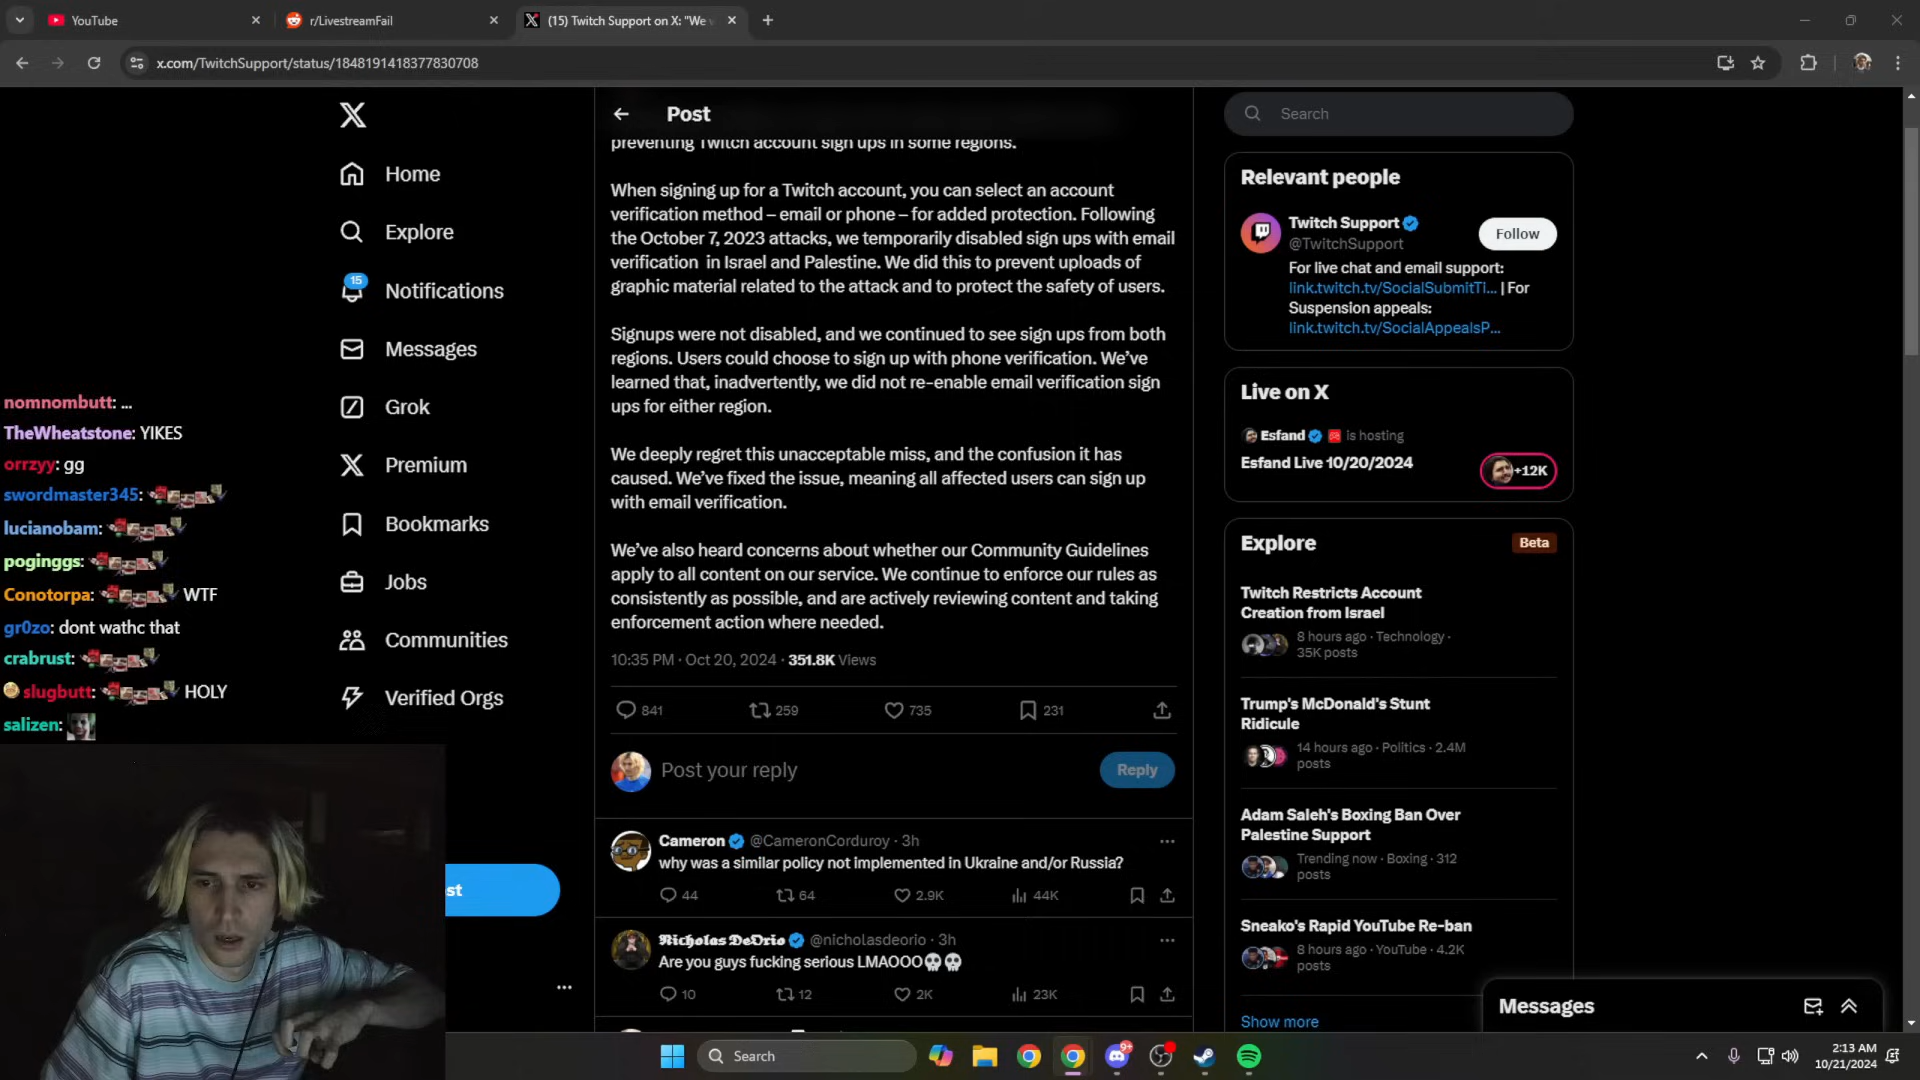 YouTube
r/LivestreamFail
(15) Twitch Support on X: "We
x.com/TwitchSupport/status/1848191418377830708
Home
Explore
15
Notifications
Messages
Grok
Premium
Bookmarks
Jobs
Communities
Verified Orgs
st
nomnombutt: ...
TheWheatstone: YIKES
orrzyy: gg
swordmaster345:
lucianobam:
poginggs:
Conotorpa: WTF
gr0zo: dont wathc that
crabrust:
slugbutt: HOLY
salizen:
Post
preventing Twitch account sign ups in some regions.
When signing up for a Twitch account, you can select an account
verification method – email or phone – for added protection. Following
the October 7, 2023 attacks, we temporarily disabled sign ups with email
verification in Israel and Palestine. We did this to prevent uploads of
graphic material related to the attack and to protect the safety of users.
Signups were not disabled, and we continued to see sign ups from both
regions. Users could choose to sign up with phone verification. We’ve
learned that, inadvertently, we did not re-enable email verification sign
ups for either region.
We deeply regret this unacceptable miss, and the confusion it has
caused. We’ve fixed the issue, meaning all affected users can sign up
with email verification.
We’ve also heard concerns about whether our Community Guidelines
apply to all content on our service. We continue to enforce our rules as
consistently as possible, and are actively reviewing content and taking
enforcement action where needed.
10:35 PM · Oct 20, 2024 · 351.8K Views
841 259 735 231
Post your reply
Reply
Cameron @CameronCorduroy · 3h
why was a similar policy not implemented in Ukraine and/or Russia?
44 64 2.9K 44K
𝕹𝖎𝖈𝖍𝖔𝖑𝖆𝖘 𝕯𝖊𝕺𝖗𝖎𝖔 @nicholasdeorio · 3h
Are you guys fucking serious LMAOOO💀💀
10 12 2K 23K
Search
Relevant people
Twitch Support
@TwitchSupport
Follow
For live chat and email support:
link.twitch.tv/SocialSubmitTi... | For
Suspension appeals:
link.twitch.tv/SocialAppealsP...
Live on X
Esfand is hosting
Esfand Live 10/20/2024
+12K
Explore
Beta
Twitch Restricts Account
Creation from Israel
8 hours ago · Technology ·
35K posts
Trump's McDonald's Stunt
Ridicule
14 hours ago · Politics · 2.4M
posts
Adam Saleh's Boxing Ban Over
Palestine Support
Trending now · Boxing · 312
posts
Sneako's Rapid YouTube Re-ban
8 hours ago · YouTube · 4.2K
posts
Show more
Messages
Search
9+
2:13 AM
10/21/2024